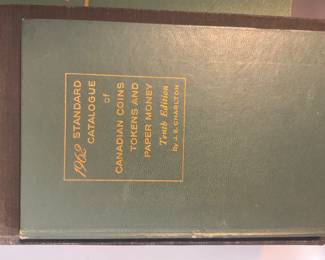 1962 STANDARD
CATALOGUE
of
CANADIAN COINS
TOKENS AND
PAPER MONEY
Tenth Edition
by J. E. CHARLTON